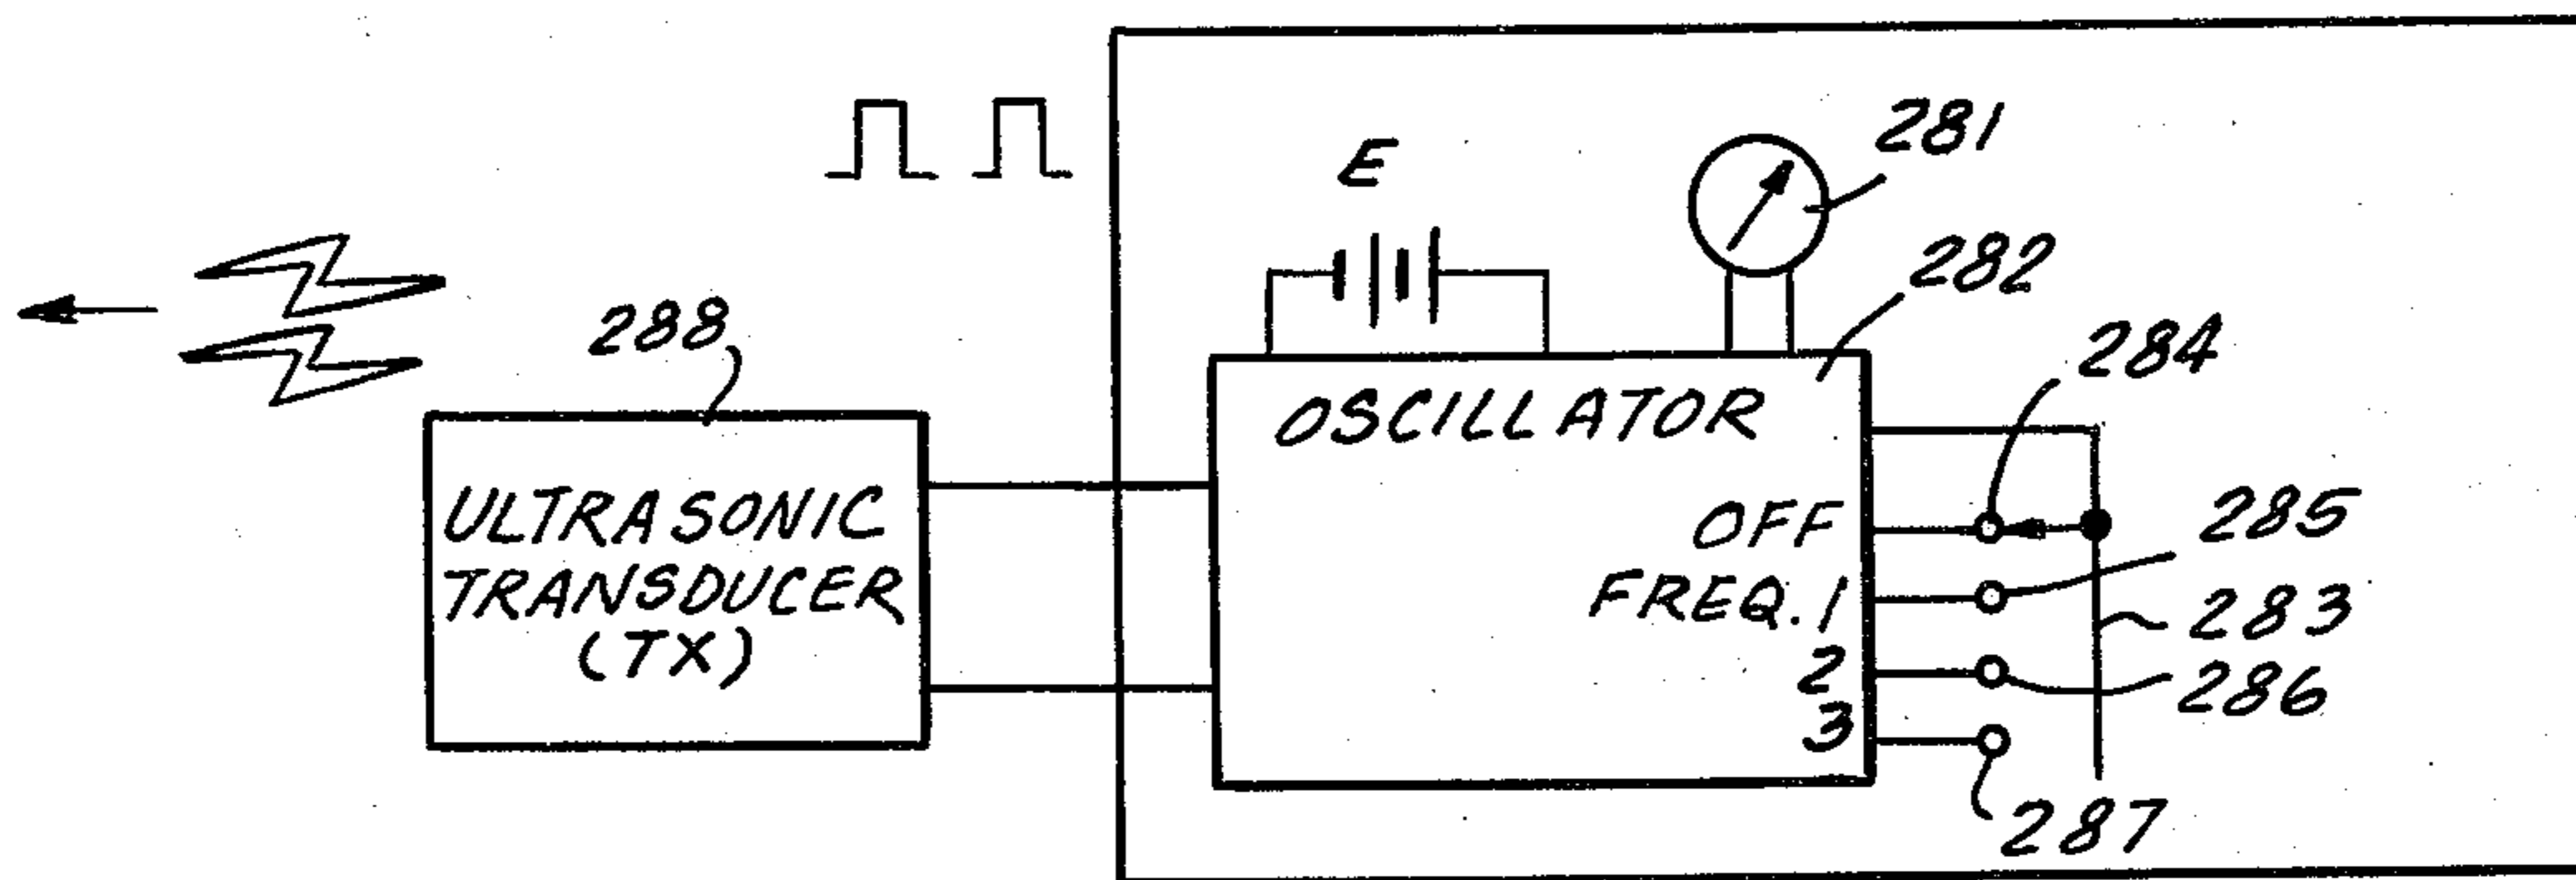 E
281
282
288
284
OSCILLATOR
ULTRASONIC
TRANSDUCER
(TX)
OFF
285
FREQ. 1
283
2
286
3
287